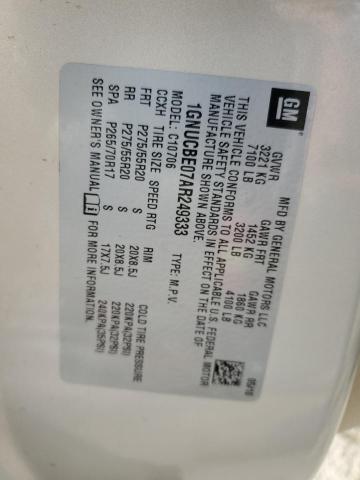 GM
MFD BY GENERAL MOTORS LLC
05/10
GVWR GAWR FRT GAWR RR
3221 KG 1452 KG 1860 KG
7100 LB 3200 LB 4100 LB
THIS VEHICLE CONFORMS TO ALL APPLICABLE U.S. FEDERAL MOTOR
VEHICLE SAFETY STANDARDS IN EFFECT ON THE DATE OF
MANUFACTURE SHOWN ABOVE.
1GNUCBE07AR249333 TYPE: M.P.V.
MODEL: C10706
CCXH TIRE SIZE SPEED RTG RIM COLD TIRE PRESSURE
FRT P275/55R20 S 20X8.5J 220KPA(32PSI)
RR P275/55R20 S 20X8.5J 220KPA(32PSI)
SPA P265/70R17 S 17X7.5J 240KPA(35PSI)
SEE OWNER'S MANUAL i FOR MORE INFORMATION.